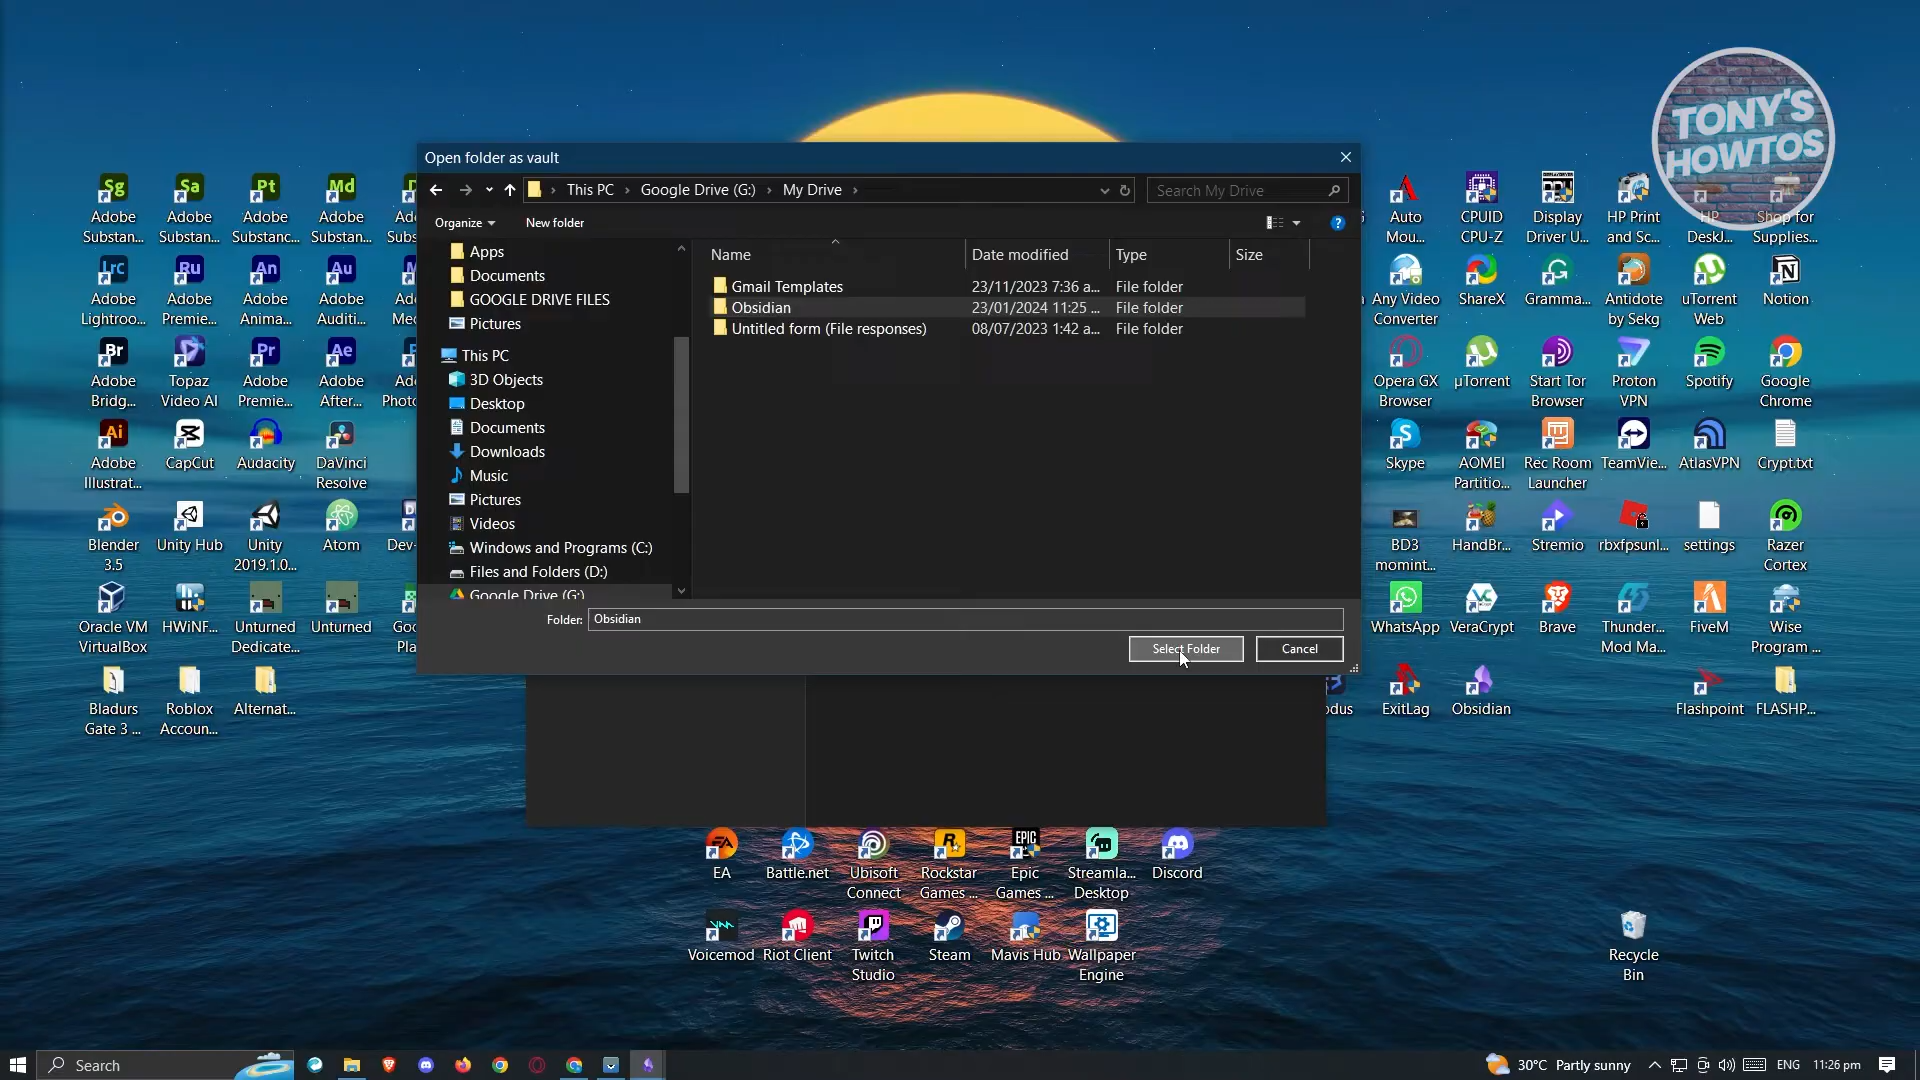 TONY'S
HOWTOS
Open folder as vault
This PC
Google Drive (G:)
My Drive
Search My Drive
Organize
New folder
Apps
Documents
GOOGLE DRIVE FILES
Pictures
This PC
3D Objects
Desktop
Documents
Downloads
Music
Pictures
Videos
Windows and Programs (C:)
Files and Folders (D:)
Google Drive (G:)
Name
Date modified
Type
Size
Gmail Templates
23/11/2023 7:36 a...
File folder
Obsidian
23/01/2024 11:25 ...
File folder
Untitled form (File responses)
08/07/2023 1:42 a...
File folder
Folder:
Obsidian
Select Folder
Cancel
Adobe
Substan...
Adobe
Substan...
Adobe
Substanc...
Adobe
Substan...
Adobe
Lightroo...
Adobe
Premie...
Adobe
Anima...
Adobe
Auditi...
Adobe
Bridg...
Topaz
Video AI
Adobe
Premie...
Adobe
After...
Adobe
Illustrat...
CapCut
Audacity
DaVinci
Resolve
Blender
3.5
Unity Hub
Unity
2019.1.0...
Atom
Oracle VM
VirtualBox
HWiNF...
Unturned
Dedicate...
Unturned
Bladurs
Gate 3 ...
Roblox
Accoun...
Alternat...
Auto
Mou...
CPUID
CPU-Z
Display
Driver U...
HP Print
and Sc...
HP
DeskJ...
Shop for
Supplies...
Any Video
Converter
ShareX
Gramma...
Antidote
by Sekg
uTorrent
Web
Notion
Opera GX
Browser
µTorrent
Start Tor
Browser
Proton
VPN
Spotify
Google
Chrome
Skype
AOMEI
Partitio...
Rec Room
Launcher
TeamVie...
AtlasVPN
Crypt.txt
BD3
momint...
HandBr...
Stremio
rbxfpsunl...
settings
Razer
Cortex
WhatsApp
VeraCrypt
Brave
Thunder...
Mod Ma...
FiveM
Wise
Program ...
ExitLag
Obsidian
Flashpoint
FLASHP...
EA
Battle.net
Ubisoft
Connect
Rockstar
Games ...
Epic
Games ...
Streamla...
Desktop
Discord
Voicemod
Riot Client
Twitch
Studio
Steam
Mavis Hub
Wallpaper
Engine
Recycle
Bin
Search
30°C Partly sunny
ENG
11:26 pm